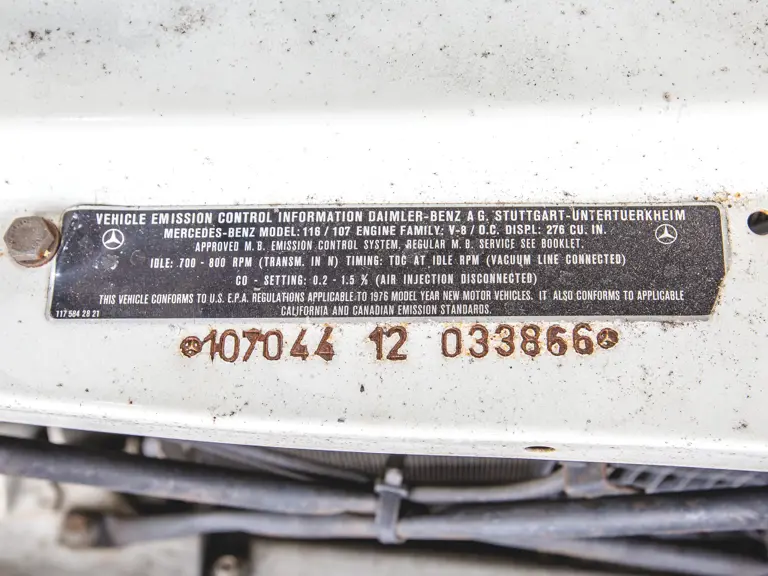 VEHICLE EMISSION CONTROL INFORMATION DAIMLER-BENZ A G. STUTTGART-UNTERTUERKHEIM
MERCEDES-BENZ MODEL: 116 / 107 ENGINE FAMILY: V-8 / O.C. DISPL: 276 CU. IN.
APPROVED M. B. EMISSION CONTROL SYSTEM, REGULAR M. B. SERVICE SEE BOOKLET.
IDLE: 700 - 800 RPM (TRANSM. IN N) TIMING: TDC AT IDLE RPM (VACUUM LINE CONNECTED)
CO - SETTING: 0.2 - 1.5 % (AIR INJECTION DISCONNECTED)
THIS VEHICLE CONFORMS TO U.S. E.P.A. REGULATIONS APPLICABLE TO 1976 MODEL YEAR NEW MOTOR VEHICLES. IT ALSO CONFORMS TO APPLICABLE
CALIFORNIA AND CANADIAN EMISSION STANDARDS.
117 584 28 21
107044 12 033866